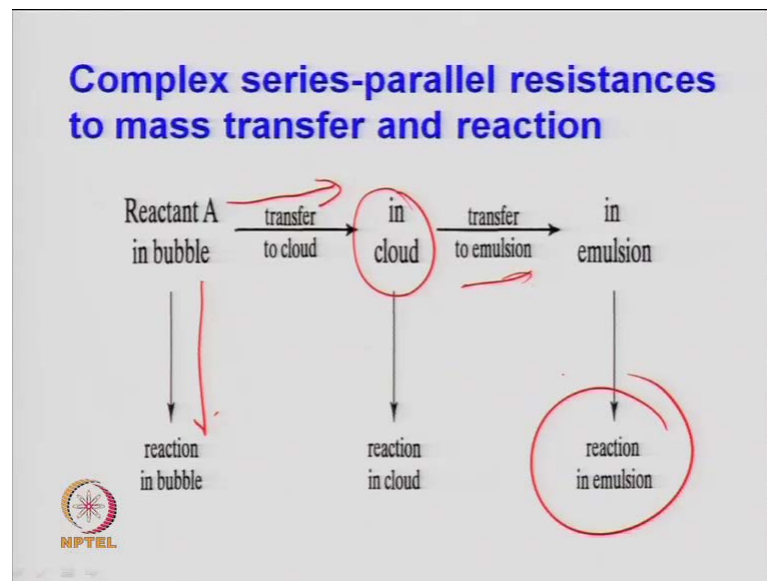 Complex series-parallel resistances
to mass transfer and reaction
Reactant A
in bubble
transfer
to cloud
in
cloud
transfer
to emulsion
in
emulsion
reaction
in bubble
reaction
in cloud
reaction
in emulsion
NPTEL